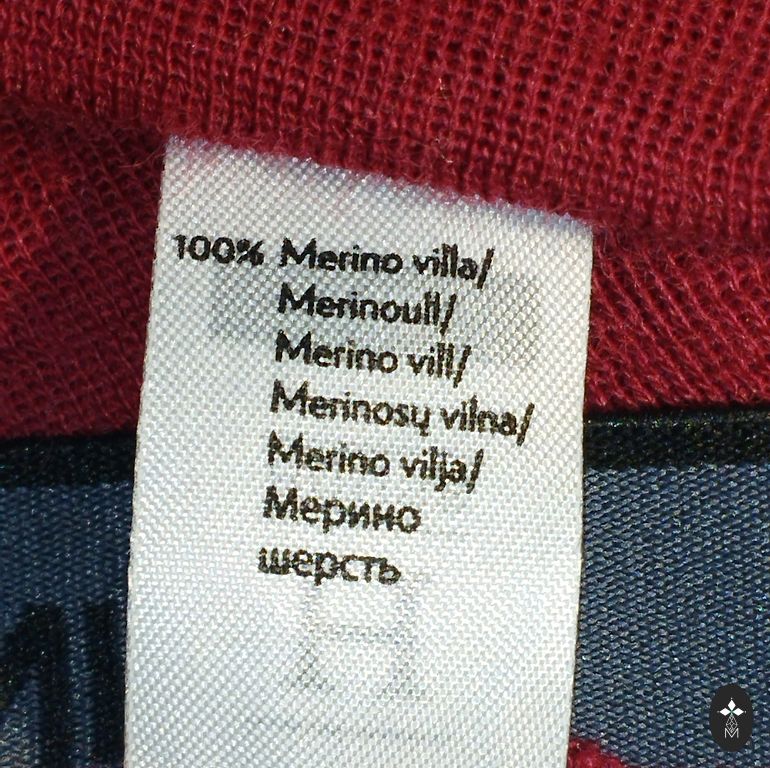 100% Merino villa/
Merinoull/
Merino vill/
Merinosų vilna/
Merino vilja/
Мерино
шерсть
M